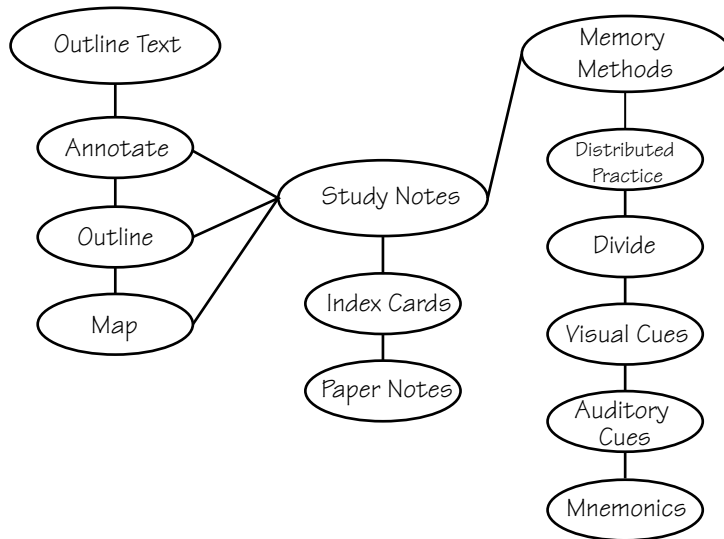 Outline Text
Annotate
Outline
Map
Study Notes
Index Cards
Paper Notes
Memory
Methods
Distributed
Practice
Divide
Visual Cues
Auditory
Cues
Mnemonics